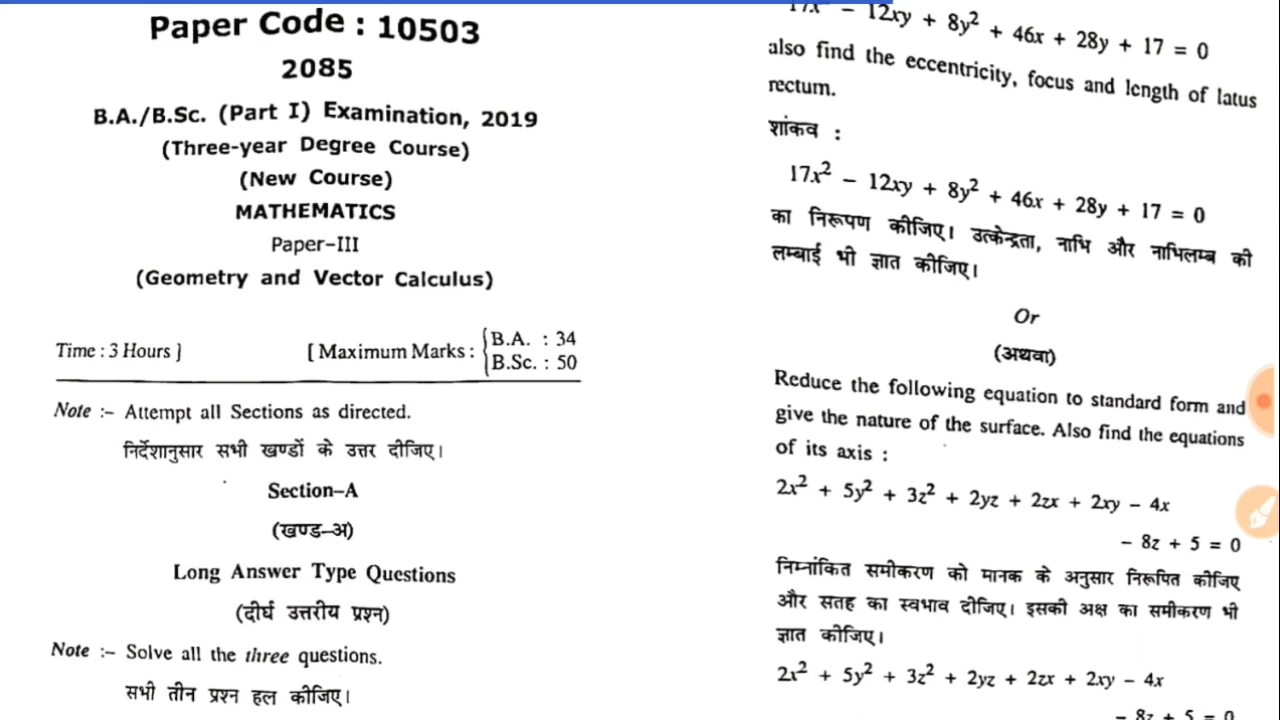 Paper Code : 10503
2085
B.A./B.Sc. (Part I) Examination, 2019
(Three-year Degree Course)
(New Course)
MATHEMATICS
Paper-III
(Geometry and Vector Calculus)
Time : 3 Hours ]
[ Maximum Marks : { B.A. : 34
B.Sc. : 50
Note :- Attempt all Sections as directed.
निर्देशानुसार सभी खण्डों के उत्तर दीजिए।
Section-A
(खण्ड-अ)
Long Answer Type Questions
(दीर्घ उत्तरीय प्रश्न)
Note :- Solve all the three questions.
सभी तीन प्रश्न हल कीजिए।
17x² – 12xy + 8y² + 46x + 28y + 17 = 0
also find the eccentricity, focus and length of latus
rectum.
शांकव :
17x² – 12xy + 8y² + 46x + 28y + 17 = 0
का निरूपण कीजिए। उत्केन्द्रता, नाभि और नाभिलम्ब की
लम्बाई भी ज्ञात कीजिए।
Or
(अथवा)
Reduce the following equation to standard form and
give the nature of the surface. Also find the equations
of its axis :
2x² + 5y² + 3z² + 2yz + 2zx + 2xy – 4x
– 8z + 5 = 0
निम्नांकित समीकरण को मानक के अनुसार निरूपित कीजिए
और सतह का स्वभाव दीजिए। इसकी अक्ष का समीकरण भी
ज्ञात कीजिए।
2x² + 5y² + 3z² + 2yz + 2zx + 2xy – 4x
– 8z + 5 = 0